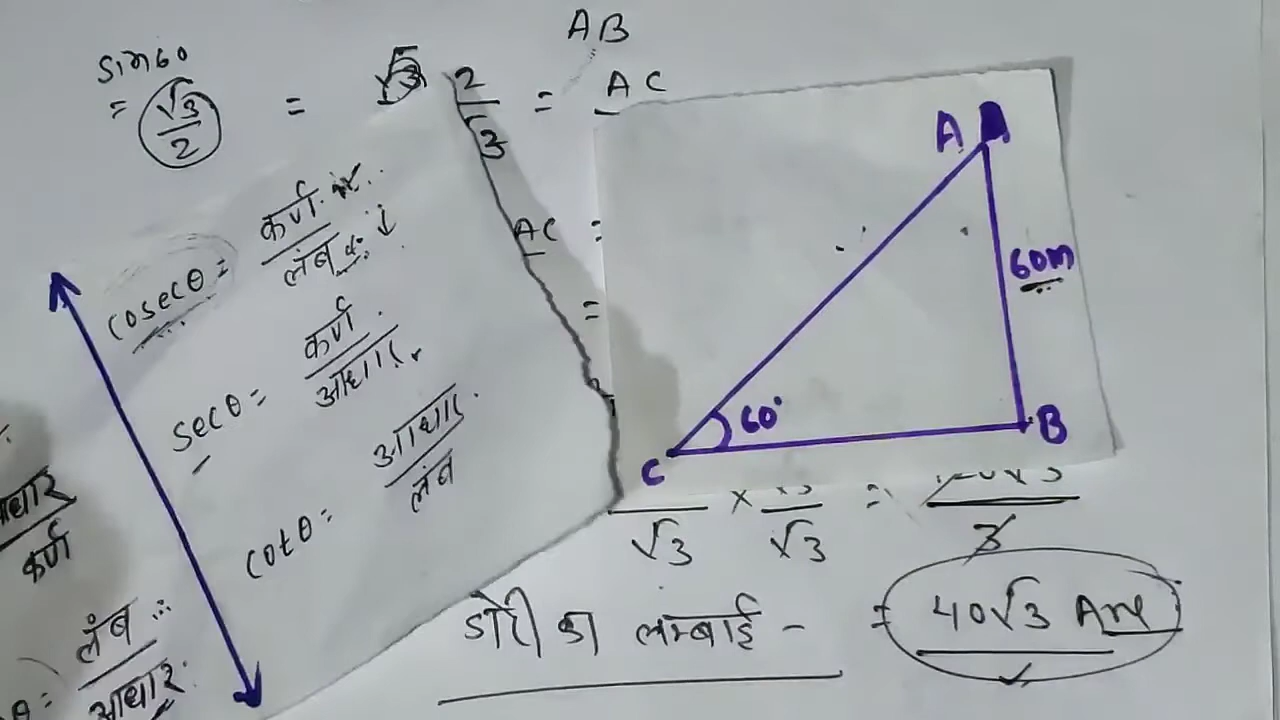 sin60
= √3/2 = 2/√3 = AB
AC
AC =
=
cosecθ = कर्ण/लंब
secθ = कर्ण/आधार
cotθ = आधार/लंब
आधार/कर्ण
θ = लंब/आधार
A
60m
60°
C
B
√3 × √3/√3 =
3
डोरी का लम्बाई - = 40√3 Ans